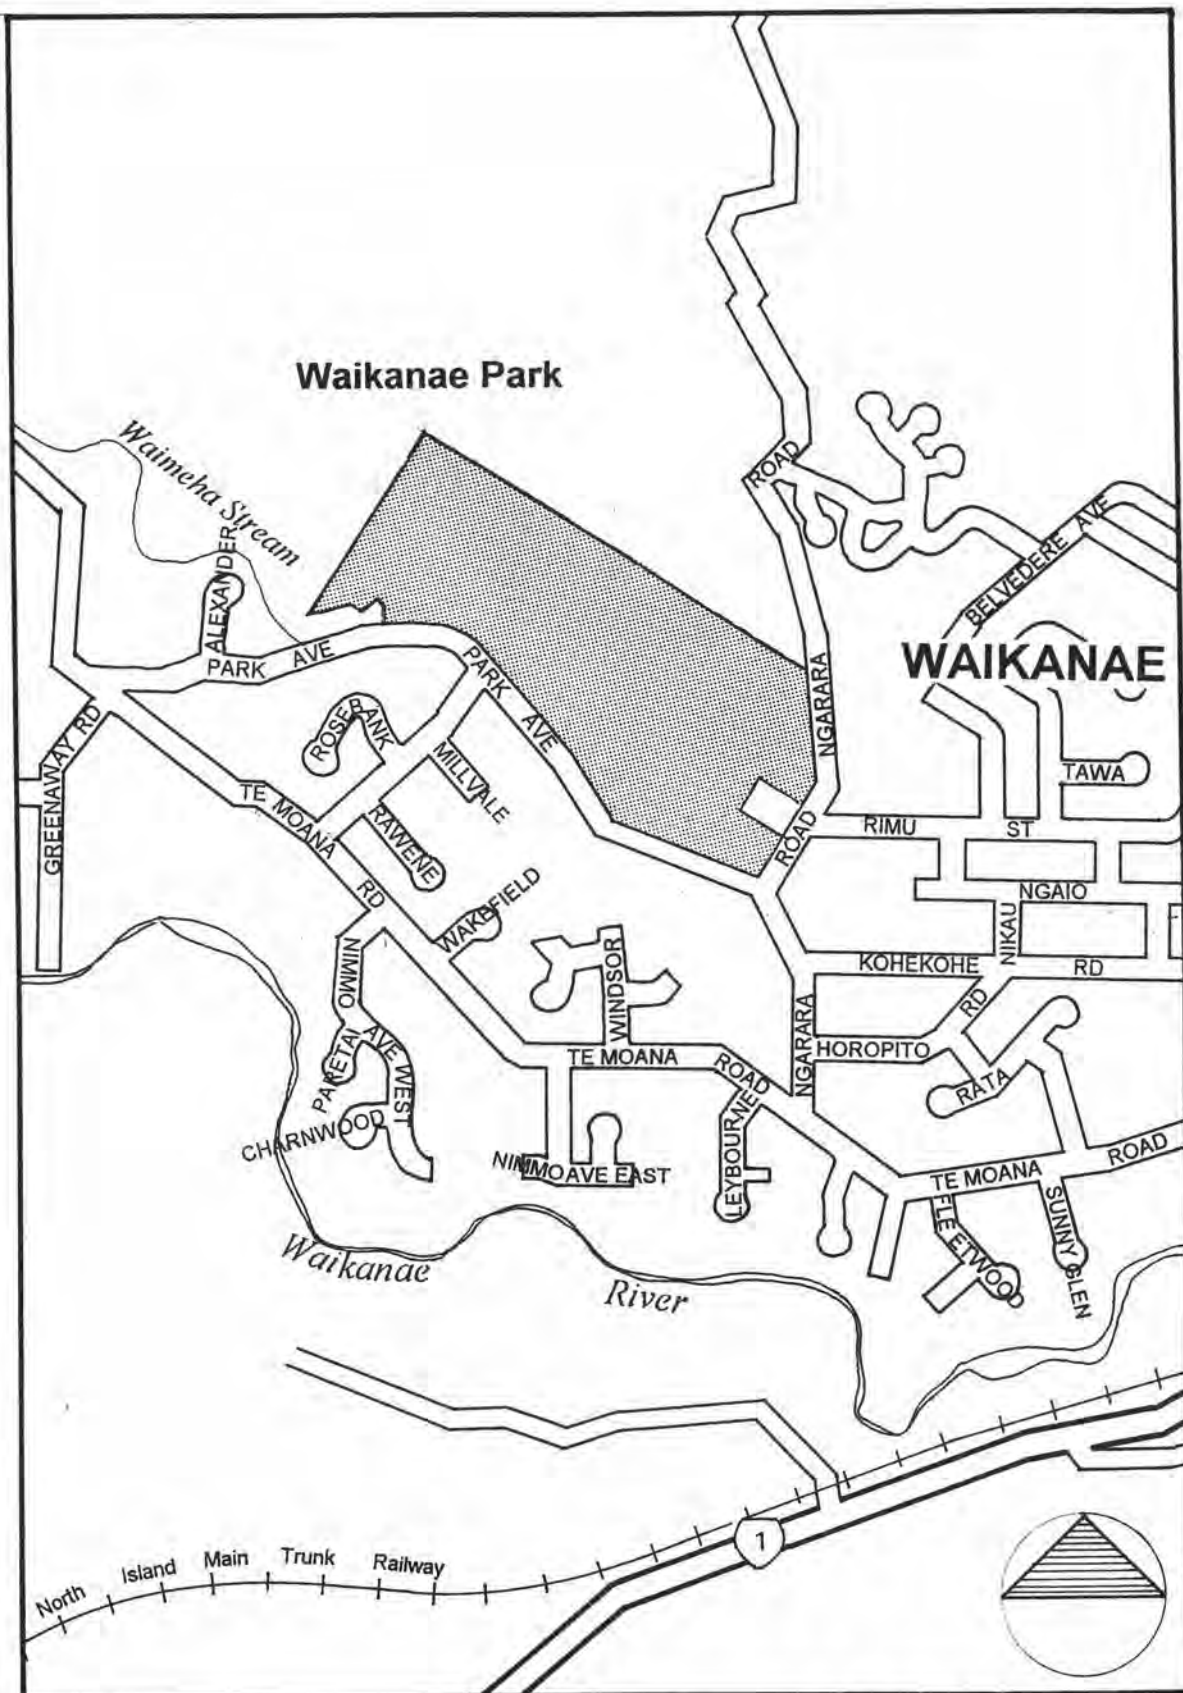 Waikanae Park
Waimeha Stream
ROAD
BELVEDERE AVE
ALEXANDER
WAIKANAE
PARK AVE
PARK AVE
NGARARA
ROSEBANK
GREENAWAY RD
MILLVALE
TAWA
TE MOANA RD
RAWENE
ROAD
RIMU ST
NGAIO
WAKEFIELD
NIKAU
NIMMO AVE WEST
WINDSOR
KOHEKOHE RD
RD
NGARARA
HOROPITO
PARETAI
TE MOANA ROAD
RATA
CHARNWOOD
LEYBOURNE
NIMMOAVE EAST
TE MOANA ROAD
FLEETWOOD
SUNNY GLEN
Waikanae River
1
North Island Main Trunk Railway